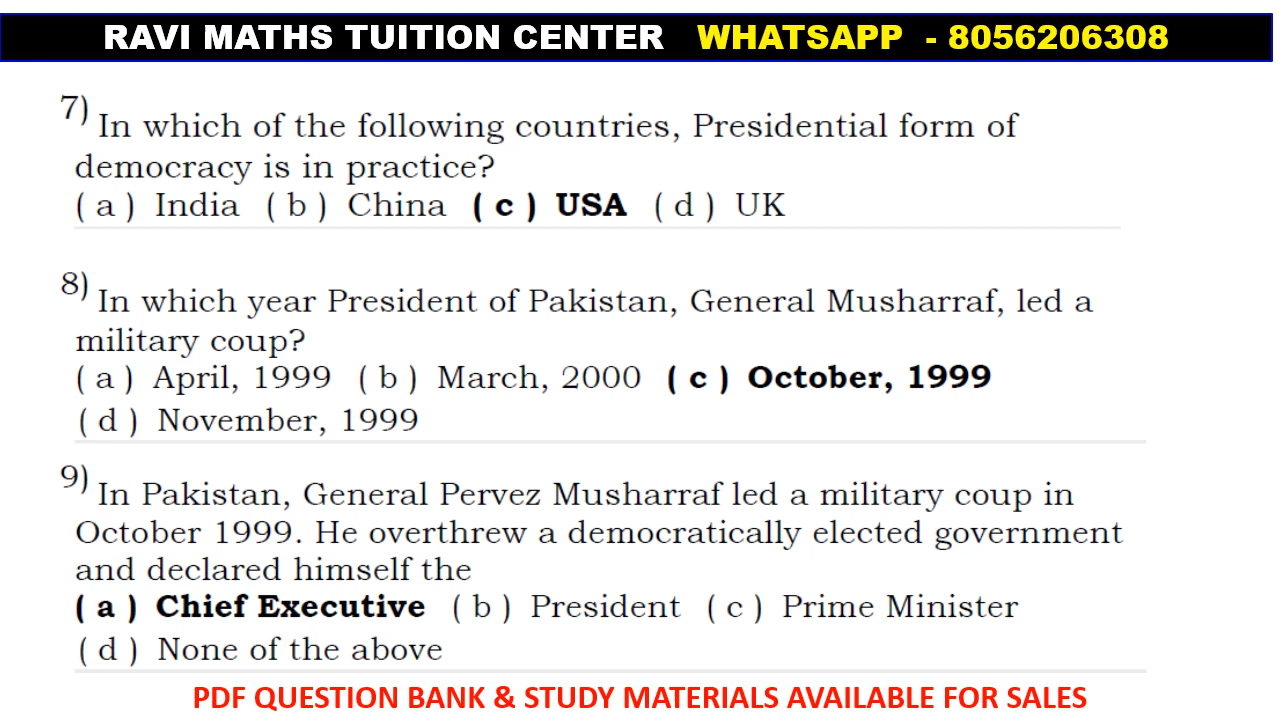 RAVI MATHS TUITION CENTER WHATSAPP - 8056206308
7) In which of the following countries, Presidential form of
democracy is in practice?
( a ) India ( b ) China ( c ) USA ( d ) UK
8) In which year President of Pakistan, General Musharraf, led a
military coup?
( a ) April, 1999 ( b ) March, 2000 ( c ) October, 1999
( d ) November, 1999
9) In Pakistan, General Pervez Musharraf led a military coup in
October 1999. He overthrew a democratically elected government
and declared himself the
( a ) Chief Executive ( b ) President ( c ) Prime Minister
( d ) None of the above
PDF QUESTION BANK & STUDY MATERIALS AVAILABLE FOR SALES